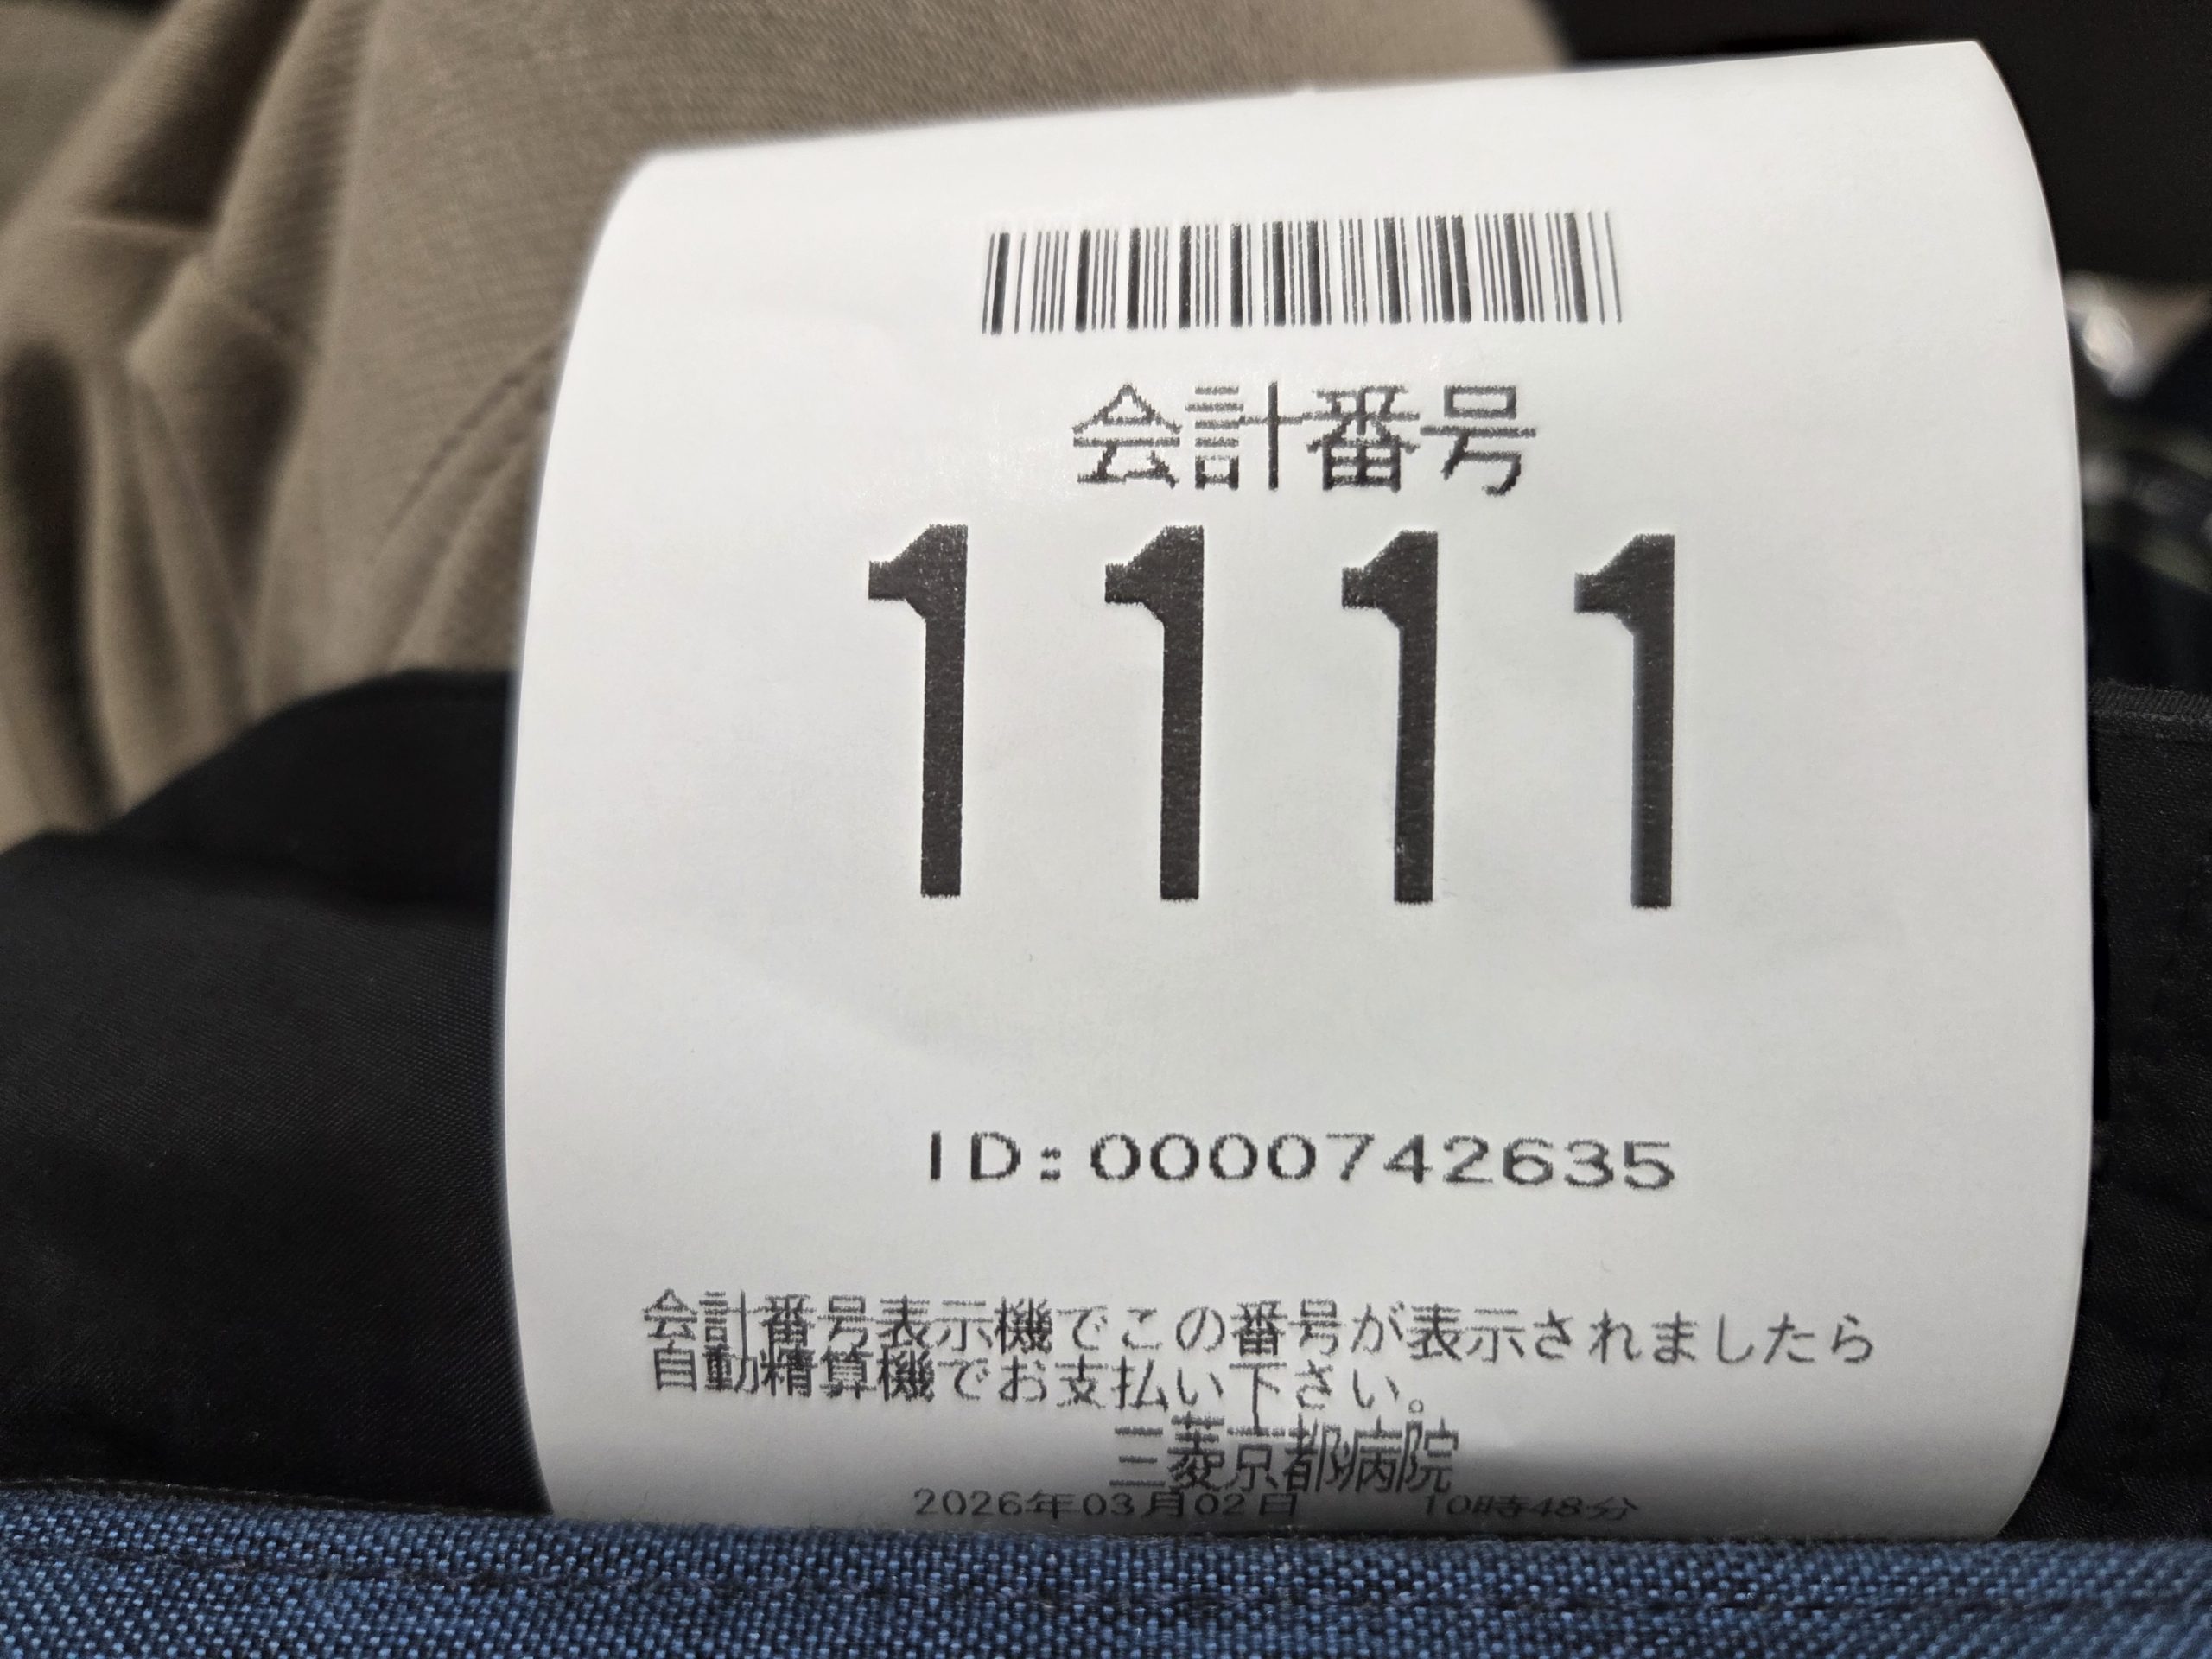 会計番号
1111
ID:0000742635
会計番号表示機でこの番号が表示されましたら
自動精算機でお支払い下さい。
三菱京都病院
2026年03月02日 10時48分